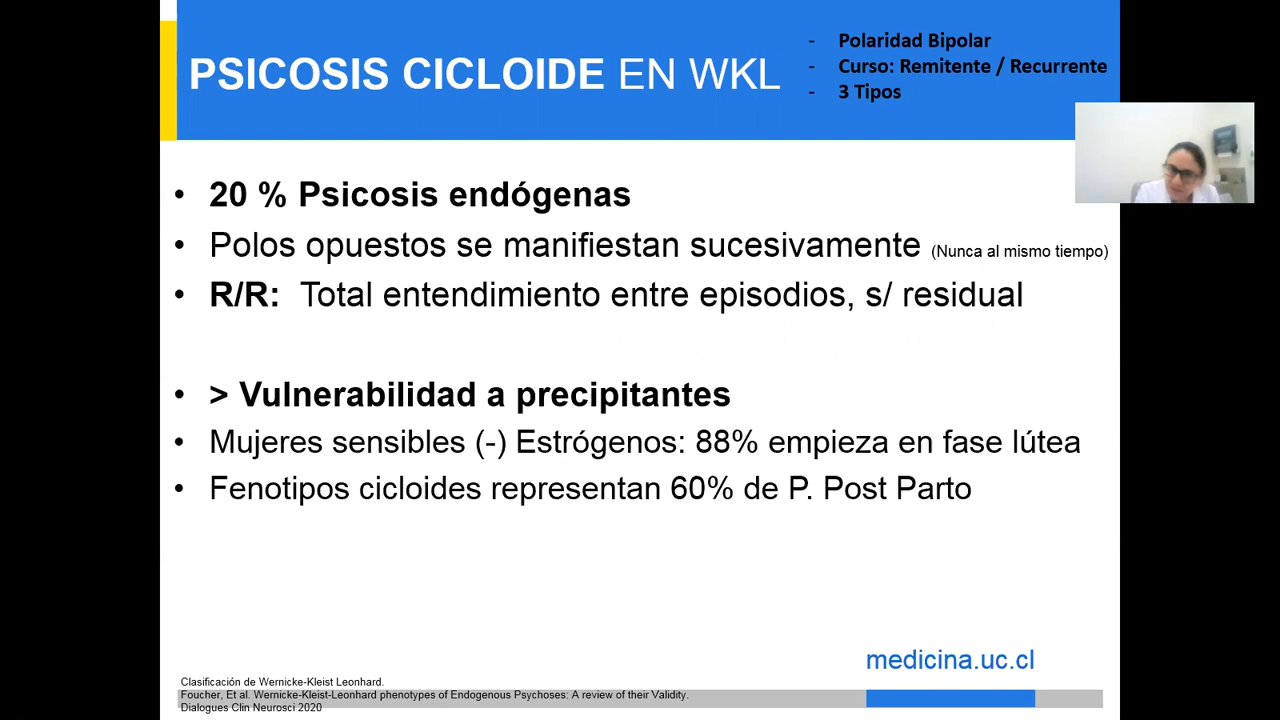 PSICOSIS CICLOIDE EN WKL
- Polaridad Bipolar
- Curso: Remitente / Recurrente
- 3 Tipos
• 20 % Psicosis endógenas
• Polos opuestos se manifiestan sucesivamente (Nunca al mismo tiempo)
• R/R: Total entendimiento entre episodios, s/ residual
• > Vulnerabilidad a precipitantes
• Mujeres sensibles (-) Estrógenos: 88% empieza en fase lútea
• Fenotipos cicloides representan 60% de P. Post Parto
medicina.uc.cl
Clasificación de Wernicke-Kleist Leonhard.
Foucher, Et al. Wernicke-Kleist-Leonhard phenotypes of Endogenous Psychoses: A review of their Validity.
Dialogues Clin Neurosci 2020